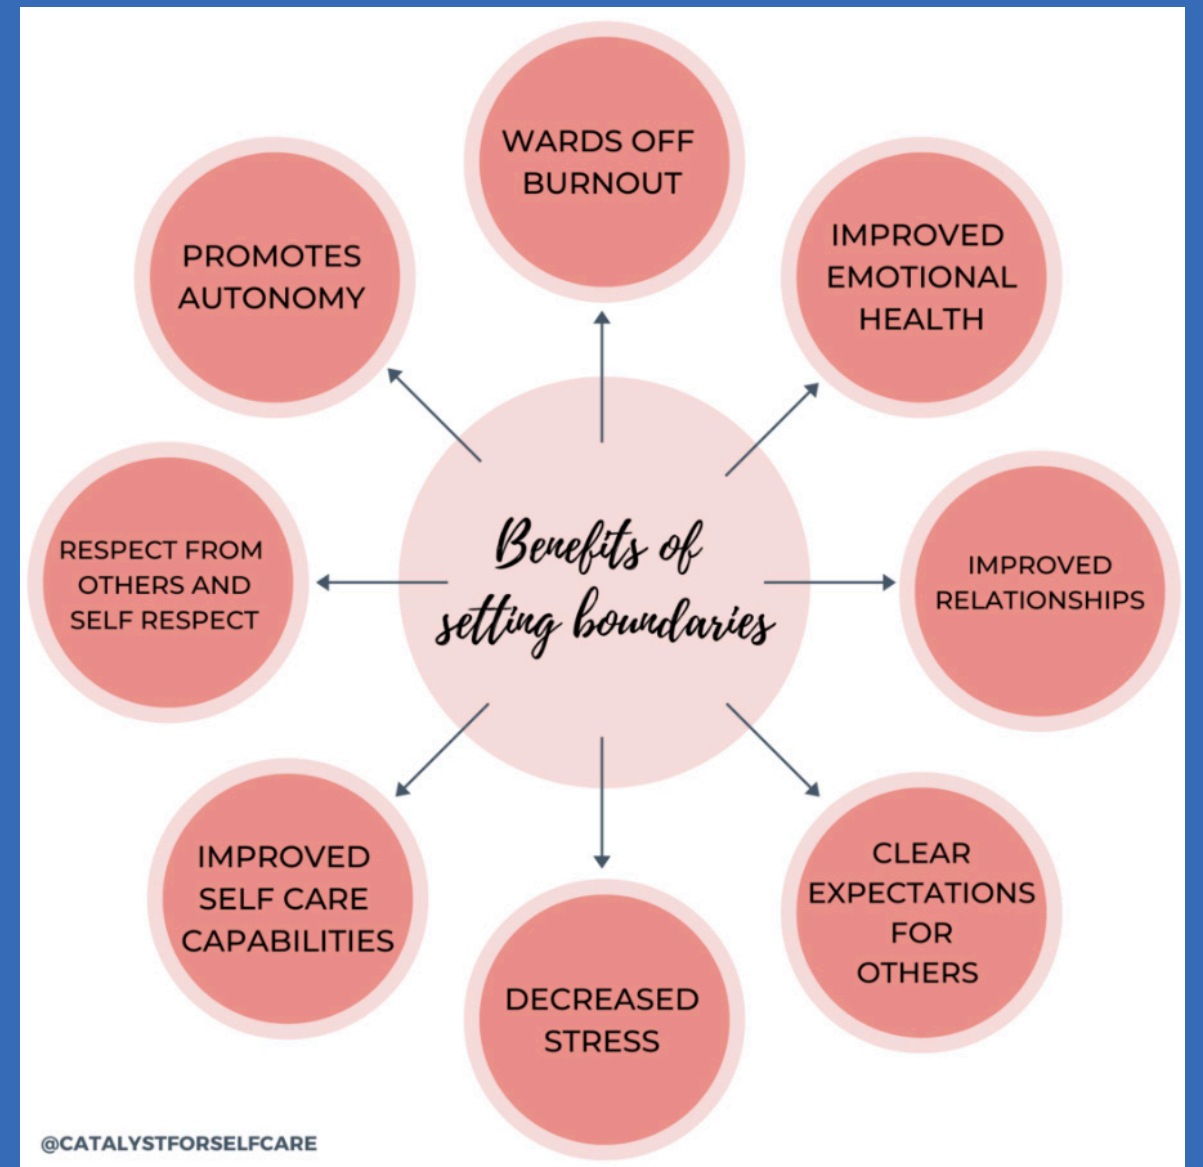 Benefits of
setting boundaries
WARDS OFF
BURNOUT
IMPROVED
EMOTIONAL
HEALTH
IMPROVED
RELATIONSHIPS
CLEAR
EXPECTATIONS
FOR
OTHERS
DECREASED
STRESS
IMPROVED
SELF CARE
CAPABILITIES
RESPECT FROM
OTHERS AND
SELF RESPECT
PROMOTES
AUTONOMY
@CATALYSTFORSELFCARE